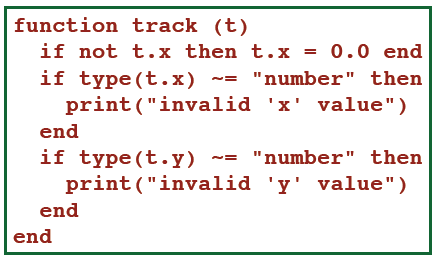 function track (t)
  if not t.x then t.x = 0.0 end
  if type(t.x) ~= "number" then
    print("invalid 'x' value")
  end
  if type(t.y) ~= "number" then
    print("invalid 'y' value")
  end
end